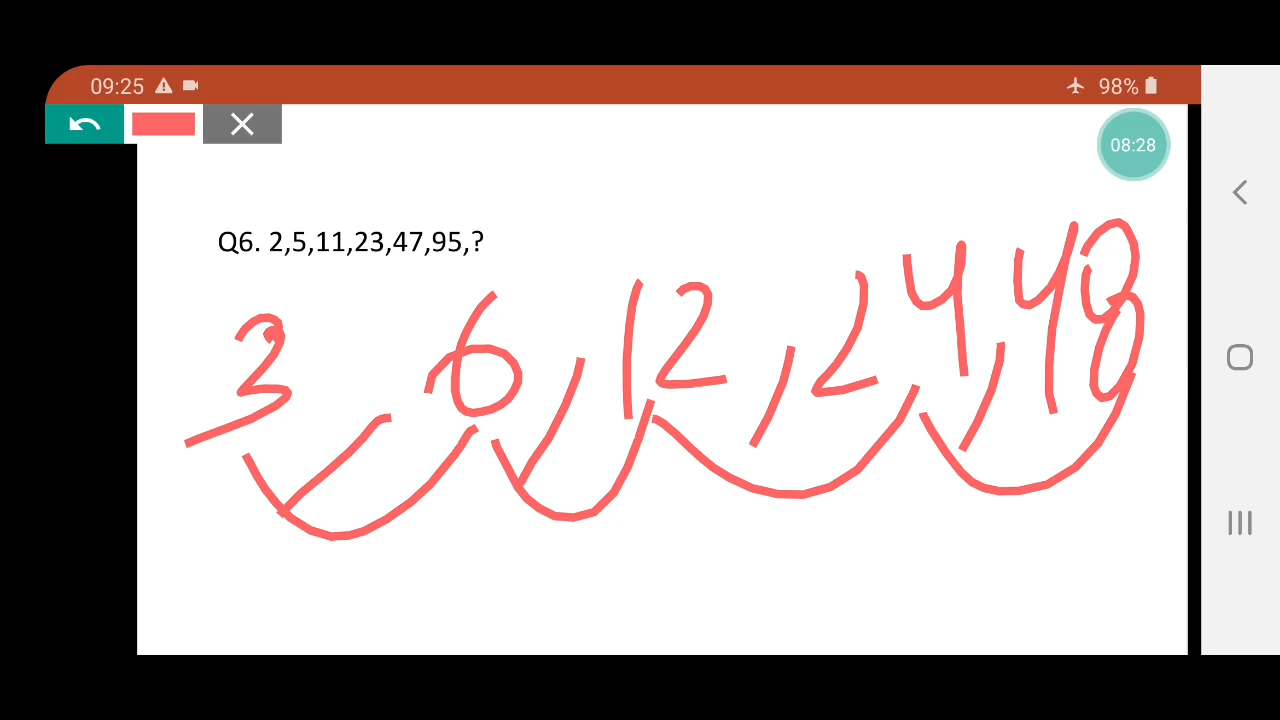 09:25 98%
08:28
Q6. 2,5,11,23,47,95,?
3, 6, 12, 24, 48